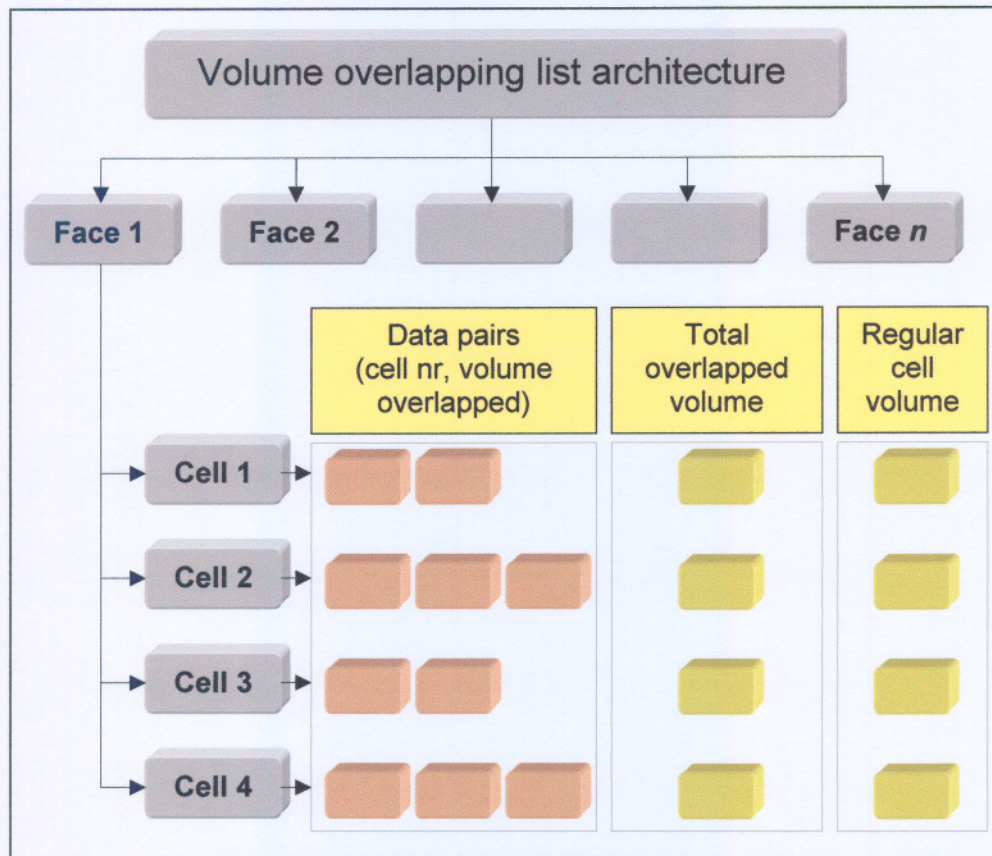 Volume overlapping list architecture
Face 1
Face 2
Face n
Data pairs
(cell nr, volume
overlapped)
Total
overlapped
volume
Regular
cell
volume
Cell 1
Cell 2
Cell 3
Cell 4